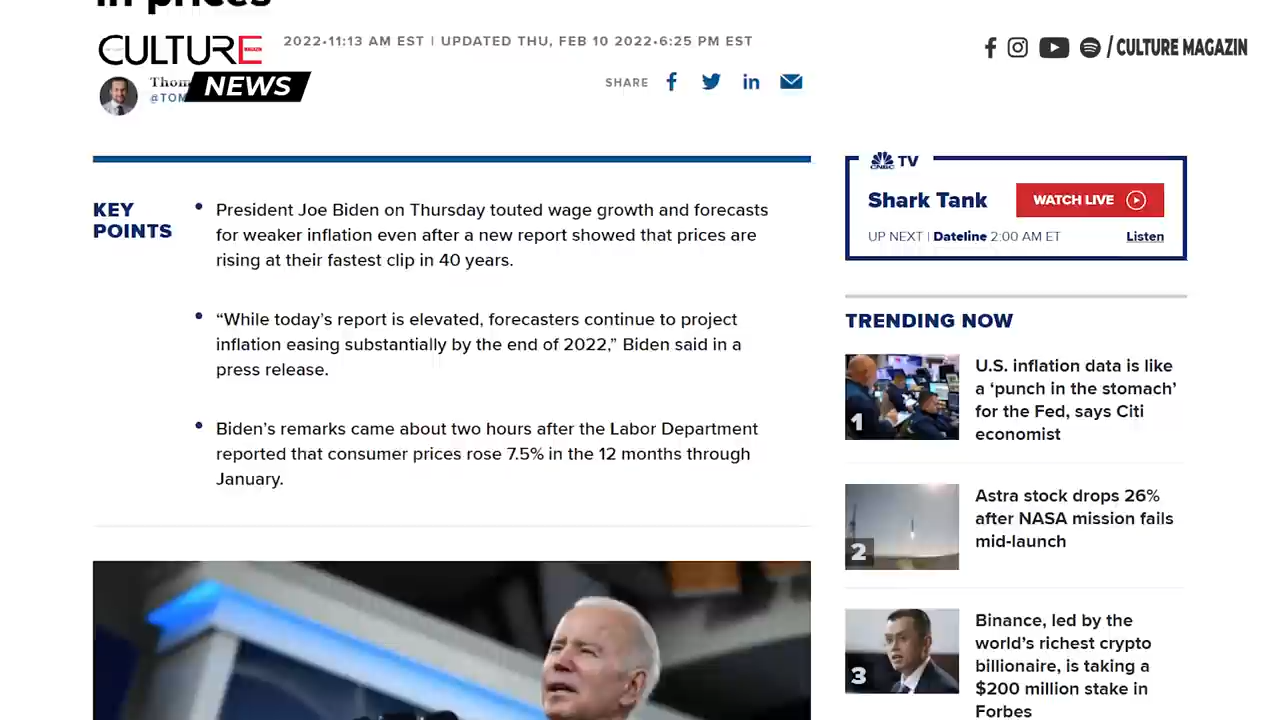 in prices
CULTURE
NEWS
2022•11:13 AM EST | UPDATED THU, FEB 10 2022•6:25 PM EST
/ CULTURE MAGAZIN
Thom
@TOM
SHARE
KEY
POINTS
President Joe Biden on Thursday touted wage growth and forecasts
for weaker inflation even after a new report showed that prices are
rising at their fastest clip in 40 years.
“While today’s report is elevated, forecasters continue to project
inflation easing substantially by the end of 2022,” Biden said in a
press release.
Biden’s remarks came about two hours after the Labor Department
reported that consumer prices rose 7.5% in the 12 months through
January.
CNBC TV
Shark Tank
WATCH LIVE
UP NEXT | Dateline 2:00 AM ET
Listen
TRENDING NOW
1
U.S. inflation data is like
a ‘punch in the stomach’
for the Fed, says Citi
economist
2
Astra stock drops 26%
after NASA mission fails
mid-launch
3
Binance, led by the
world’s richest crypto
billionaire, is taking a
$200 million stake in
Forbes